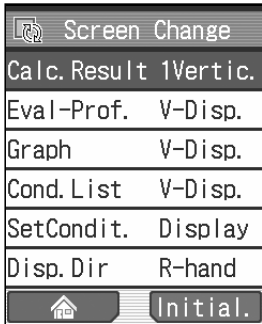 Screen Change
Calc.Result 1Vertic.
Eval-Prof. V-Disp.
Graph V-Disp.
Cond.List V-Disp.
SetCondit. Display
Disp.Dir R-hand
Initial.